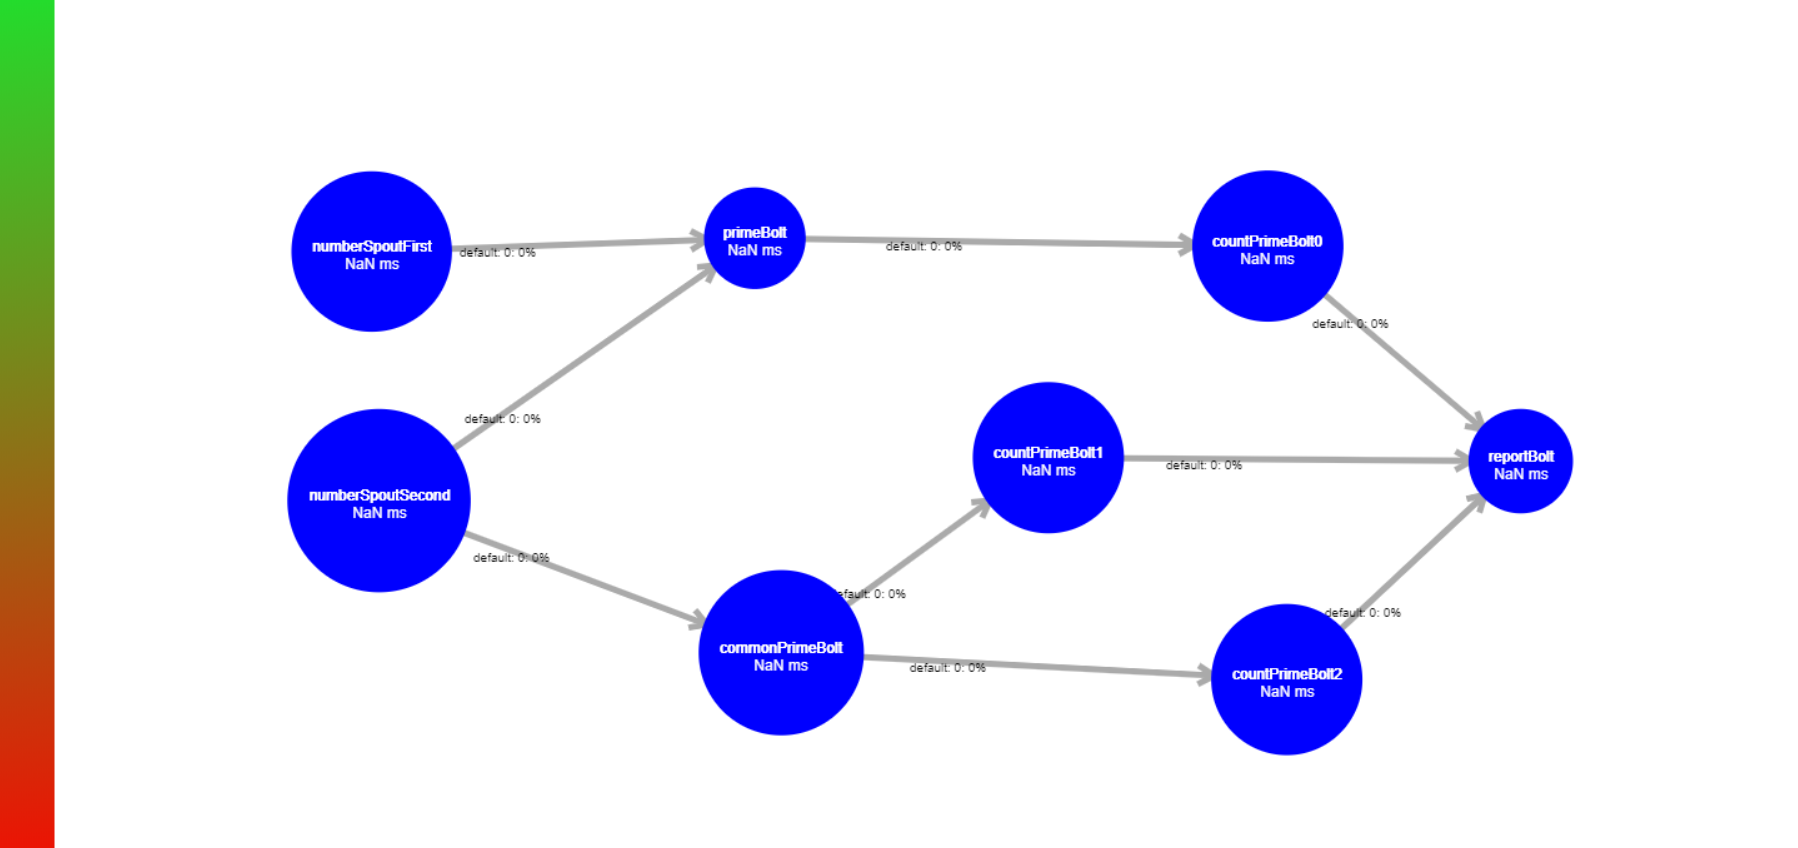 numberSpoutFirst
NaN ms
default: 0: 0%
primeBolt
NaN ms
default: 0: 0%
countPrimeBolt0
NaN ms
default: 0: 0%
default: 0: 0%
numberSpoutSecond
NaN ms
default: 0: 0%
countPrimeBolt1
NaN ms
default: 0: 0%
reportBolt
NaN ms
efault: 0: 0%
commonPrimeBolt
NaN ms
default: 0: 0%
default: 0: 0%
countPrimeBolt2
NaN ms